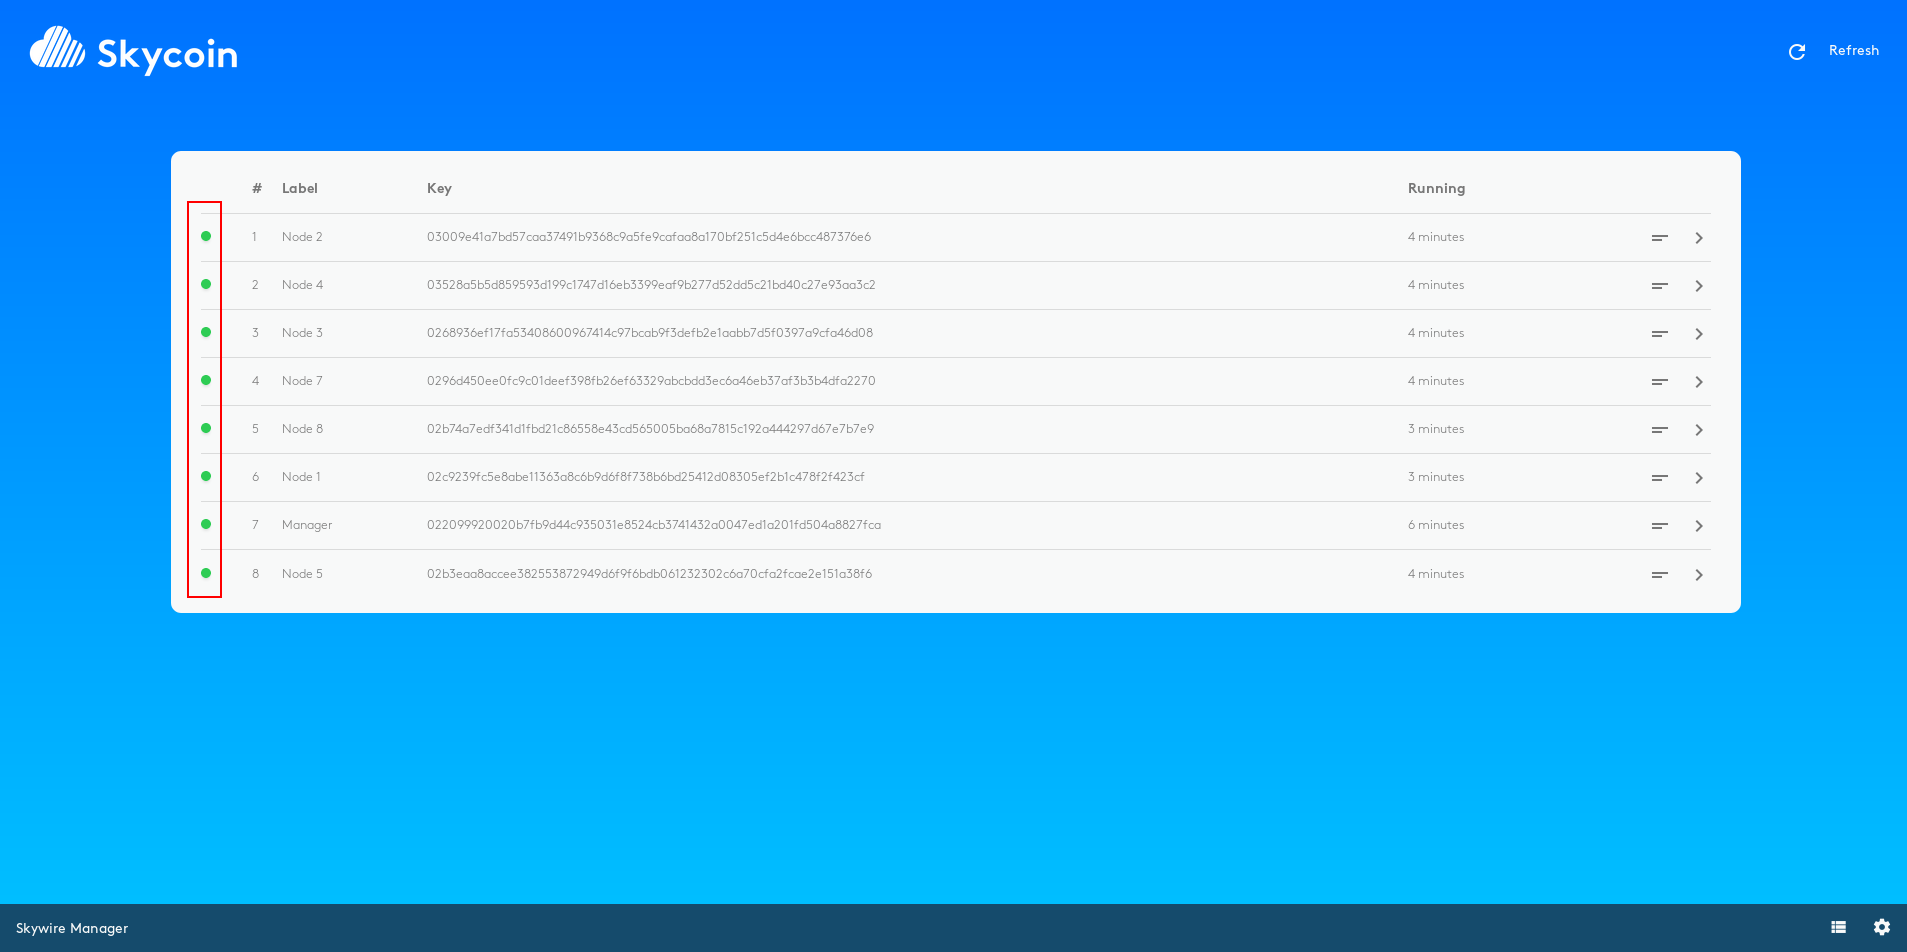 Skycoin
Refresh
# Label Key Running
1 Node 2 03009e41a7bd57caa37491b9368c9a5fe9cafaa8a170bf251c5d4e6bcc487376e6 4 minutes
2 Node 4 03528a5b5d859593d199c1747d16eb3399eaf9b277d52dd5c21bd40c27e93aa3c2 4 minutes
3 Node 3 0268936ef17fa53408600967414c97bcab9f3defb2e1aabb7d5f0397a9cfa46d08 4 minutes
4 Node 7 0296d450ee0fc9c01deef398fb26ef63329abcbdd3ec6a46eb37af3b3b4dfa2270 4 minutes
5 Node 8 02b74a7edf341d1fbd21c86558e43cd565005ba68a7815c192a444297d67e7b7e9 3 minutes
6 Node 1 02c9239fc5e8abe11363a8c6b9d6f8f738b6bd25412d08305ef2b1c478f2f423cf 3 minutes
7 Manager 022099920020b7fb9d44c935031e8524cb3741432a0047ed1a201fd504a8827fca 6 minutes
8 Node 5 02b3eaa8accee382553872949d6f9f6bdb061232302c6a70cfa2fcae2e151a38f6 4 minutes
Skywire Manager